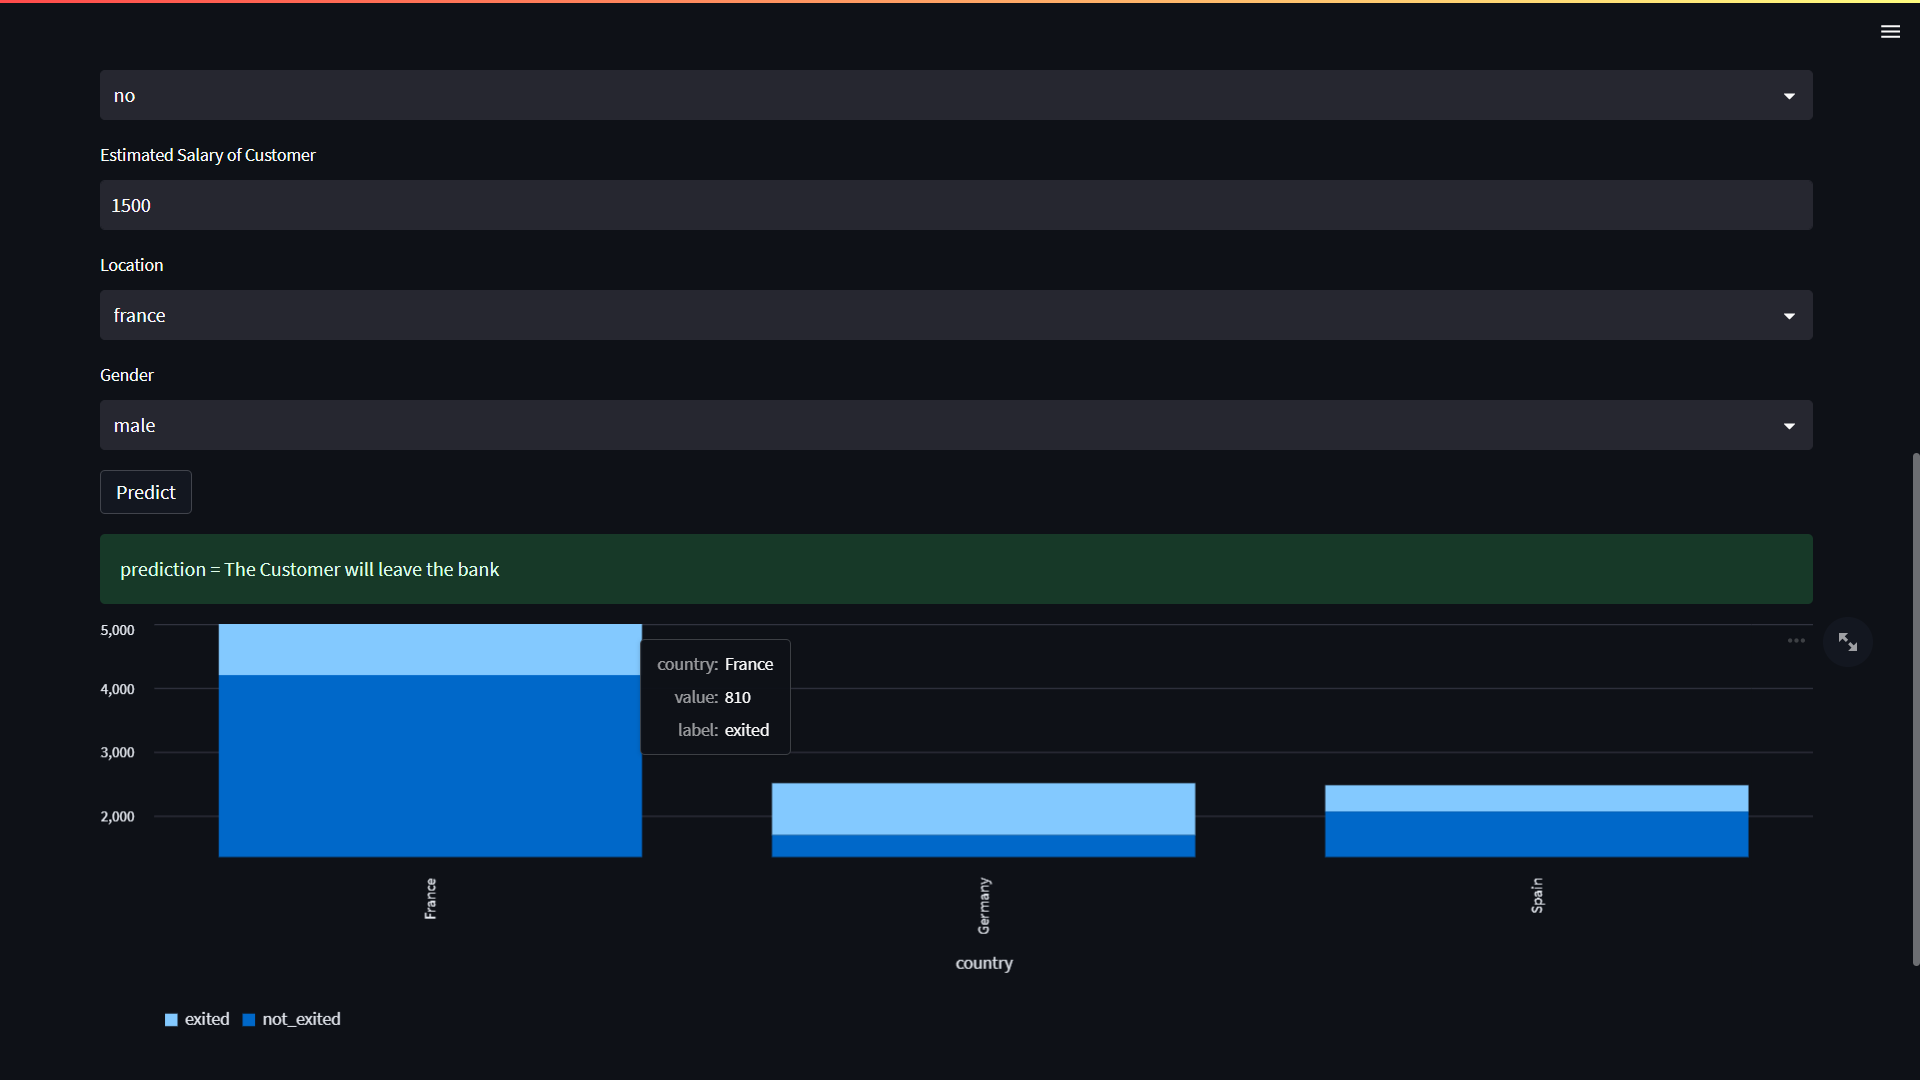 no
Estimated Salary of Customer
1500
Location
france
Gender
male
Predict
prediction = The Customer will leave the bank
5,000
4,000
3,000
2,000
country: France
value: 810
label: exited
France
Germany
Spain
country
exited
not_exited